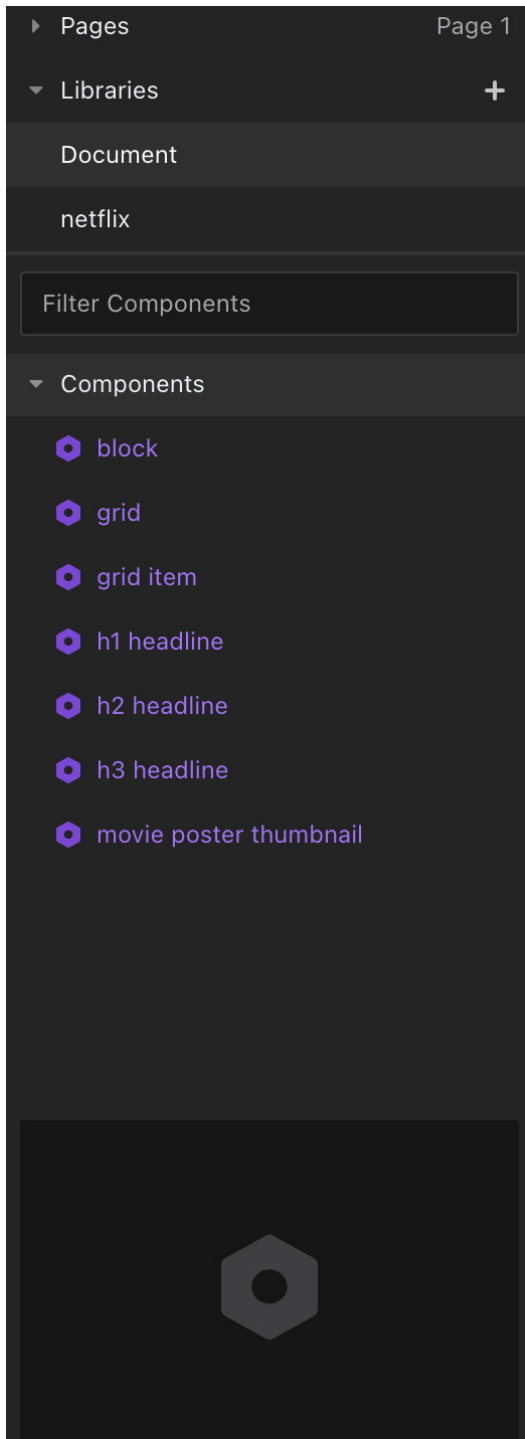 Pages Page 1
Libraries +
Document
netflix
Filter Components
Components
block
grid
grid item
h1 headline
h2 headline
h3 headline
movie poster thumbnail